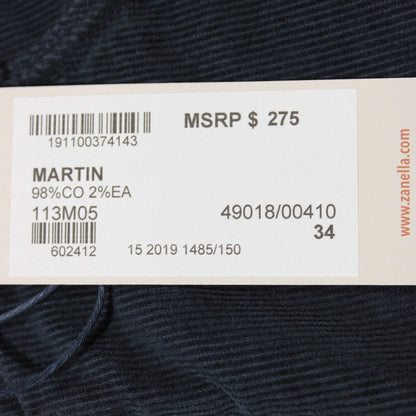 MSRP $ 275
191100374143
MARTIN
98%CO 2%EA
113M05
49018/00410
34
602412
15 2019 1485/150
www.zanella.com